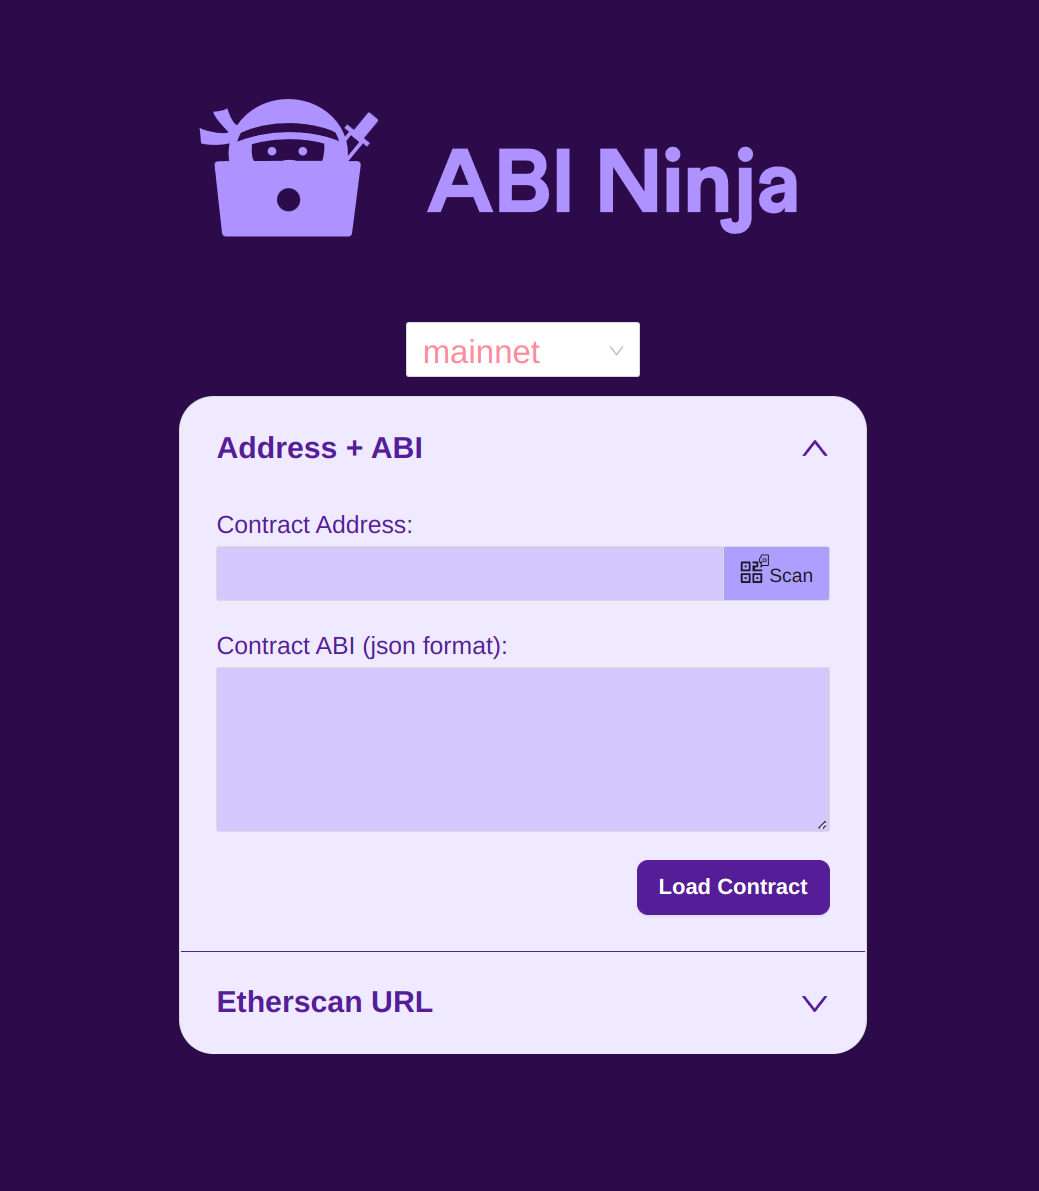 ABI Ninja
mainnet
Address + ABI
Contract Address:
Scan
Contract ABI (json format):
Load Contract
Etherscan URL